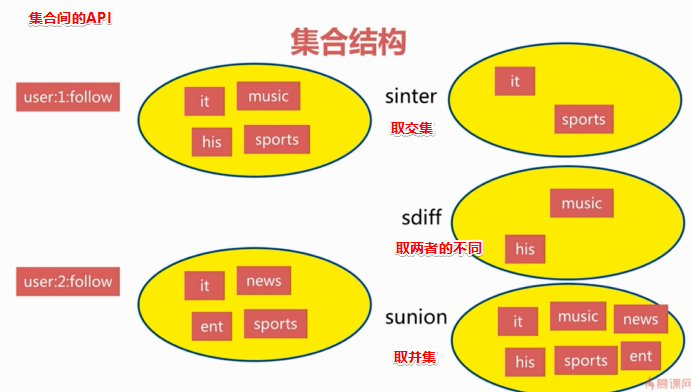 集合间的API
集合结构
user:1:follow
it
music
his
sports
sinter
取交集
it
sports
sdiff
取两者的不同
music
his
user:2:follow
it
news
ent
sports
sunion
取并集
it
music
news
his
sports
ent
慕课网